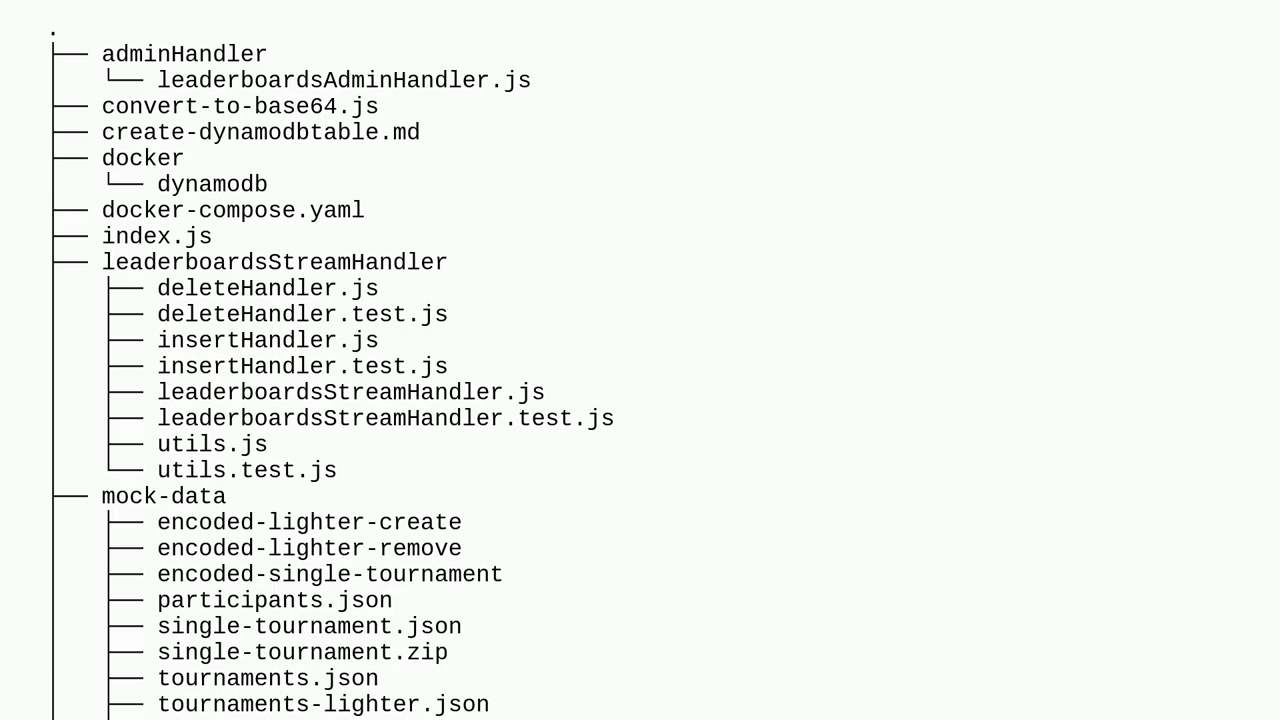 .
├── adminHandler
│   └── leaderboardsAdminHandler.js
├── convert-to-base64.js
├── create-dynamodbtable.md
├── docker
│   └── dynamodb
├── docker-compose.yaml
├── index.js
├── leaderboardsStreamHandler
│   ├── deleteHandler.js
│   ├── deleteHandler.test.js
│   ├── insertHandler.js
│   ├── insertHandler.test.js
│   ├── leaderboardsStreamHandler.js
│   ├── leaderboardsStreamHandler.test.js
│   ├── utils.js
│   └── utils.test.js
├── mock-data
│   ├── encoded-lighter-create
│   ├── encoded-lighter-remove
│   ├── encoded-single-tournament
│   ├── participants.json
│   ├── single-tournament.json
│   ├── single-tournament.zip
│   ├── tournaments.json
│   ├── tournaments-lighter.json